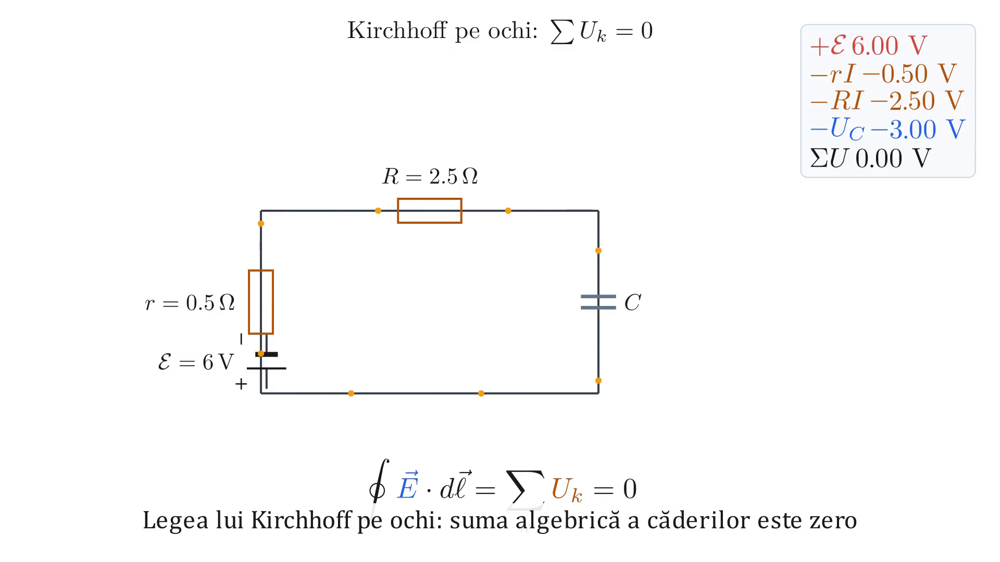 Kirchhoff pe ochi: ∑ U_k = 0
+ℰ 6.00 V
−rI −0.50 V
−RI −2.50 V
−U_C −3.00 V
ΣU 0.00 V
R = 2.5 Ω
r = 0.5 Ω
C
−
ℰ = 6 V
+
∮ E⃗ · dℓ⃗ = ∑ U_k = 0
Legea lui Kirchhoff pe ochi: suma algebrică a căderilor este zero